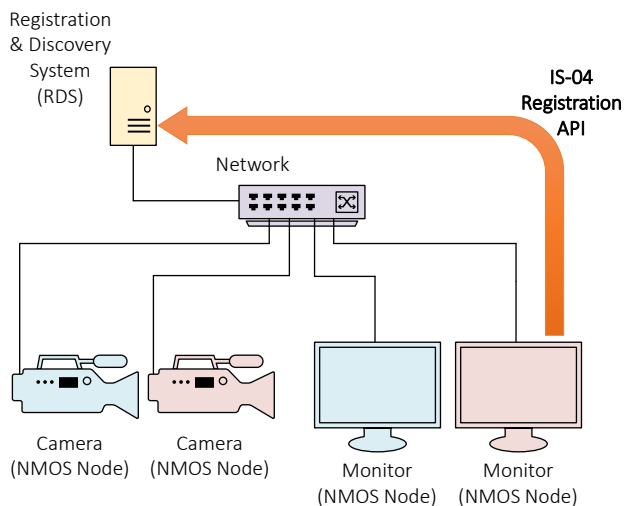 Registration
& Discovery
System
(RDS)
IS-04
Registration
API
Network
Camera
(NMOS Node)
Camera
(NMOS Node)
Monitor
(NMOS Node)
Monitor
(NMOS Node)